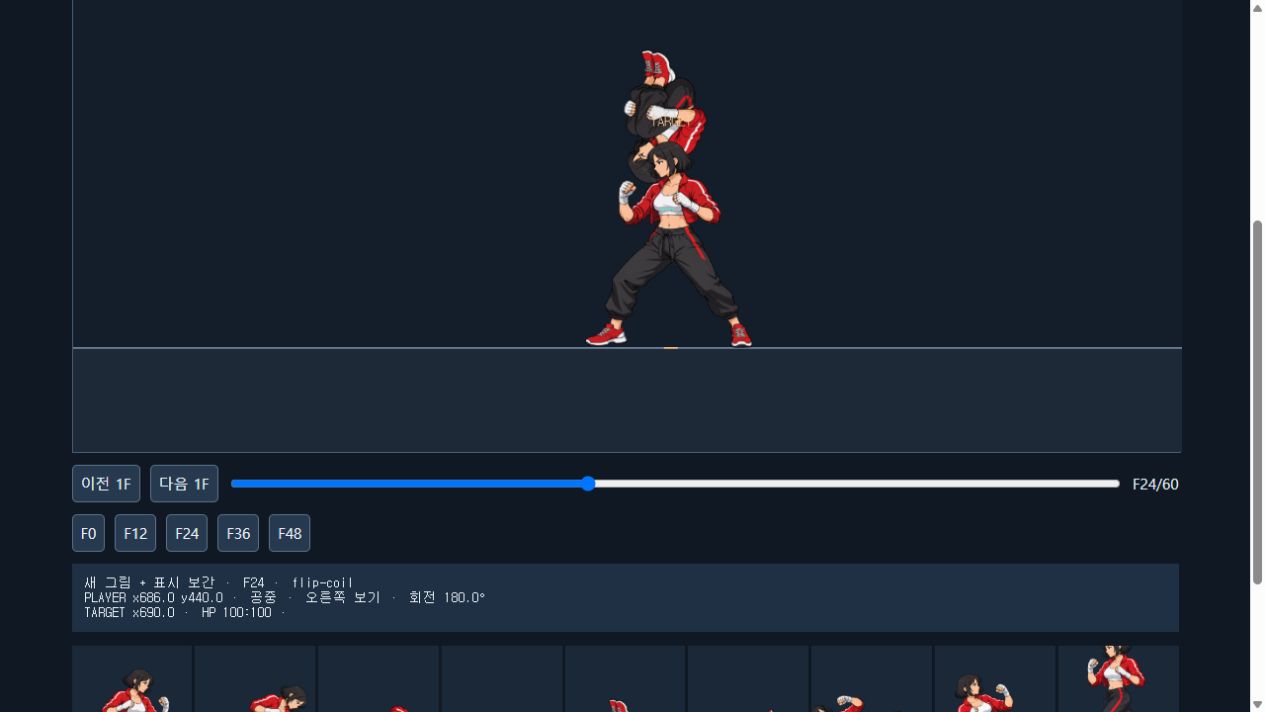 TARGET
이전 1F 다음 1F F24/60
F0 F12 F24 F36 F48
새 그림 + 표시 보간 · F24 · flip-coil
PLAYER x686.0 y440.0 · 공중 · 오른쪽 보기 · 회전 180.0°
TARGET x690.0 · HP 100:100 ·